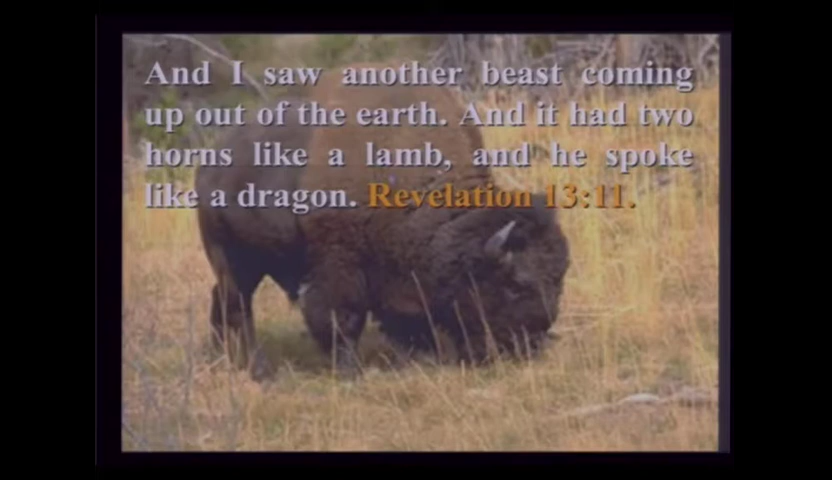 And I saw another beast coming
up out of the earth. And it had two
horns like a lamb, and he spoke
like a dragon. Revelation 13:11.